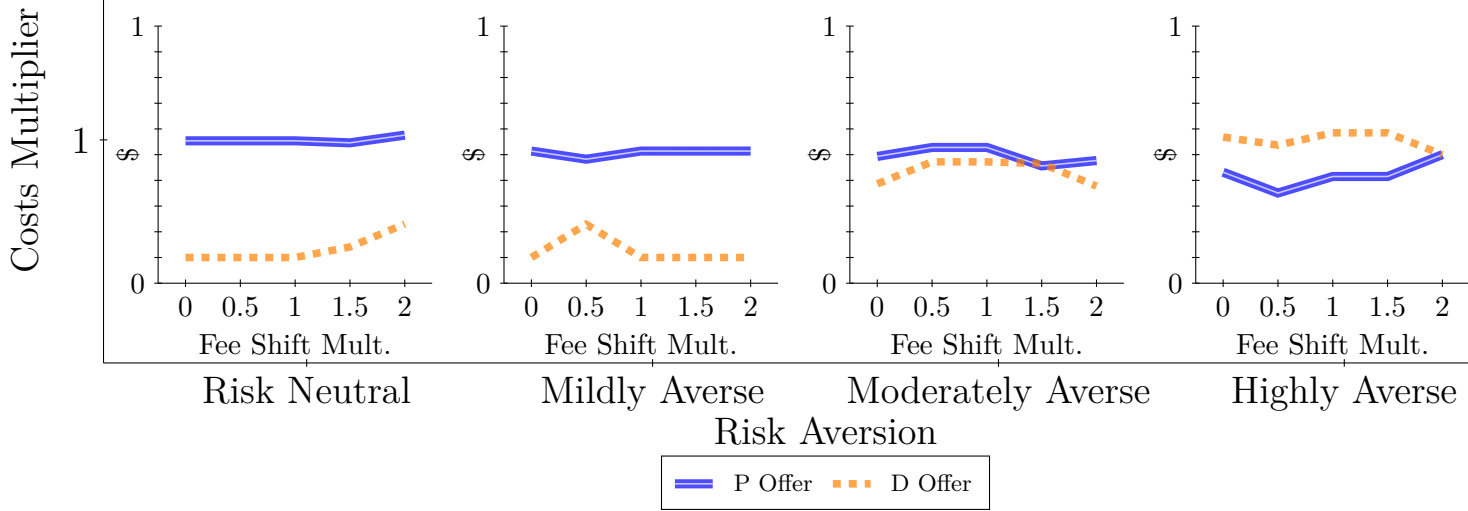 Costs Multiplier
1
1
$
0
0 0.5 1 1.5 2
Fee Shift Mult.
1
$
0
0 0.5 1 1.5 2
Fee Shift Mult.
1
$
0
0 0.5 1 1.5 2
Fee Shift Mult.
1
$
0
0 0.5 1 1.5 2
Fee Shift Mult.
Risk Neutral
Mildly Averse
Moderately Averse
Highly Averse
Risk Aversion
P Offer
D Offer